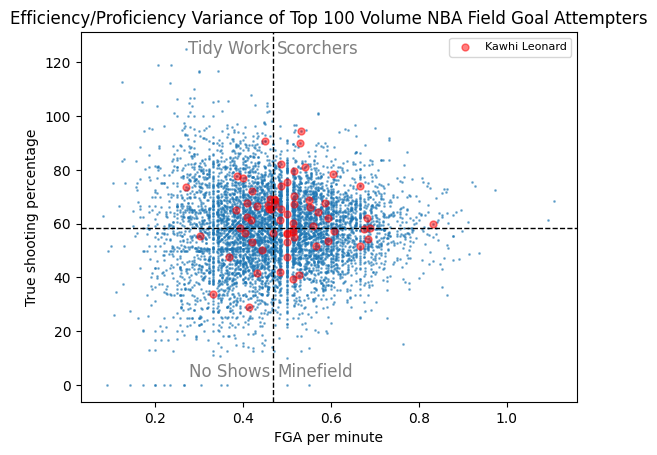 Efficiency/Proficiency Variance of Top 100 Volume NBA Field Goal Attempters
Tidy Work
Scorchers
Kawhi Leonard
120
100
80
60
40
20
0
True shooting percentage
No Shows
Minefield
0.2
0.4
0.6
0.8
1.0
FGA per minute